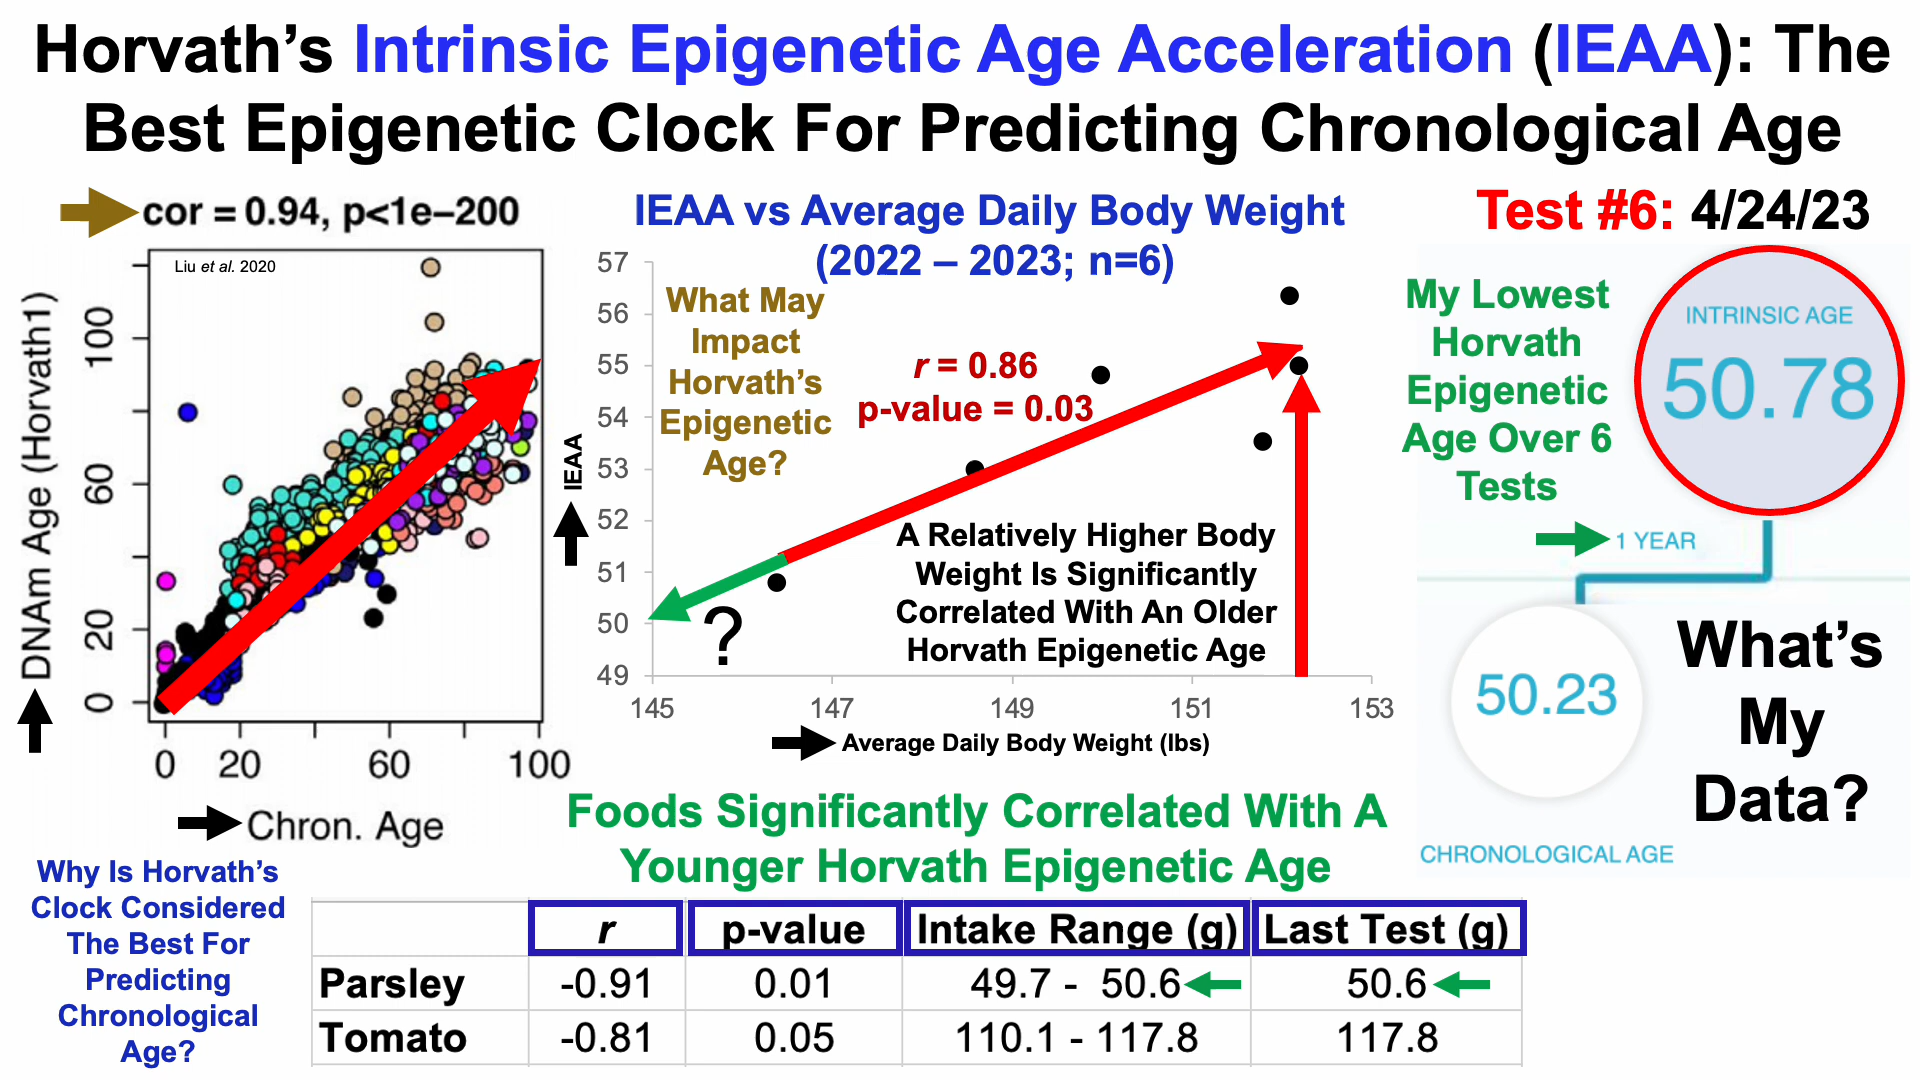 Horvath's Intrinsic Epigenetic Age Acceleration (IEAA): The
Best Epigenetic Clock For Predicting Chronological Age
cor = 0.94, p<1e−200
Liu et al. 2020
DNAm Age (Horvath1)
100
60
20
0
0 20 60 100
Chron. Age
Why Is Horvath's
Clock Considered
The Best For
Predicting
Chronological
Age?
IEAA vs Average Daily Body Weight
(2022 – 2023; n=6)
What May
Impact
Horvath's
Epigenetic
Age?
r = 0.86
p-value = 0.03
IEAA
57
56
55
54
53
52
51
50
49
?
A Relatively Higher Body
Weight Is Significantly
Correlated With An Older
Horvath Epigenetic Age
145 147 149 151 153
Average Daily Body Weight (lbs)
Test #6: 4/24/23
My Lowest
Horvath
Epigenetic
Age Over 6
Tests
INTRINSIC AGE
50.78
1 YEAR
50.23
CHRONOLOGICAL AGE
What's
My
Data?
Foods Significantly Correlated With A
Younger Horvath Epigenetic Age
r p-value Intake Range (g) Last Test (g)
Parsley -0.91 0.01 49.7 - 50.6 50.6
Tomato -0.81 0.05 110.1 - 117.8 117.8